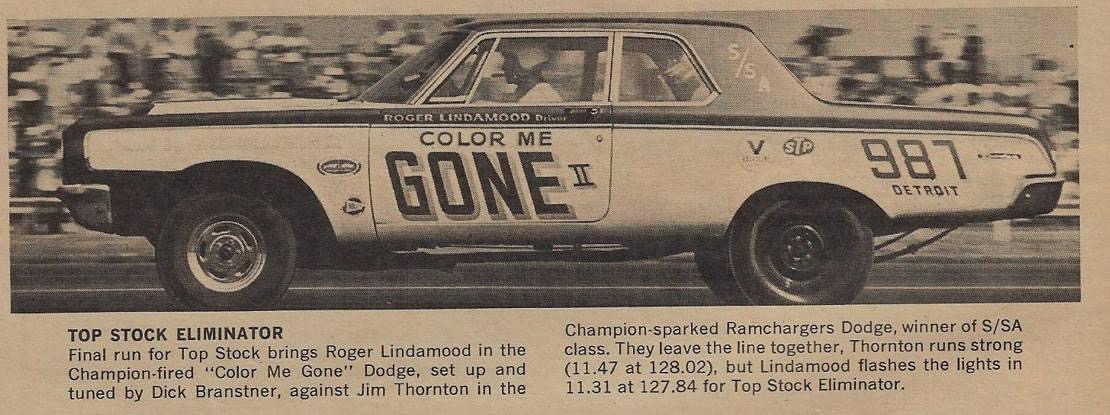 S/SA
ROGER LINDAMOOD Driver
COLOR ME
GONE II
V
STP
987
DETROIT
TOP STOCK ELIMINATOR
Final run for Top Stock brings Roger Lindamood in the
Champion-fired “Color Me Gone” Dodge, set up and
tuned by Dick Branstner, against Jim Thornton in the
Champion-sparked Ramchargers Dodge, winner of S/SA
class. They leave the line together, Thornton runs strong
(11.47 at 128.02), but Lindamood flashes the lights in
11.31 at 127.84 for Top Stock Eliminator.